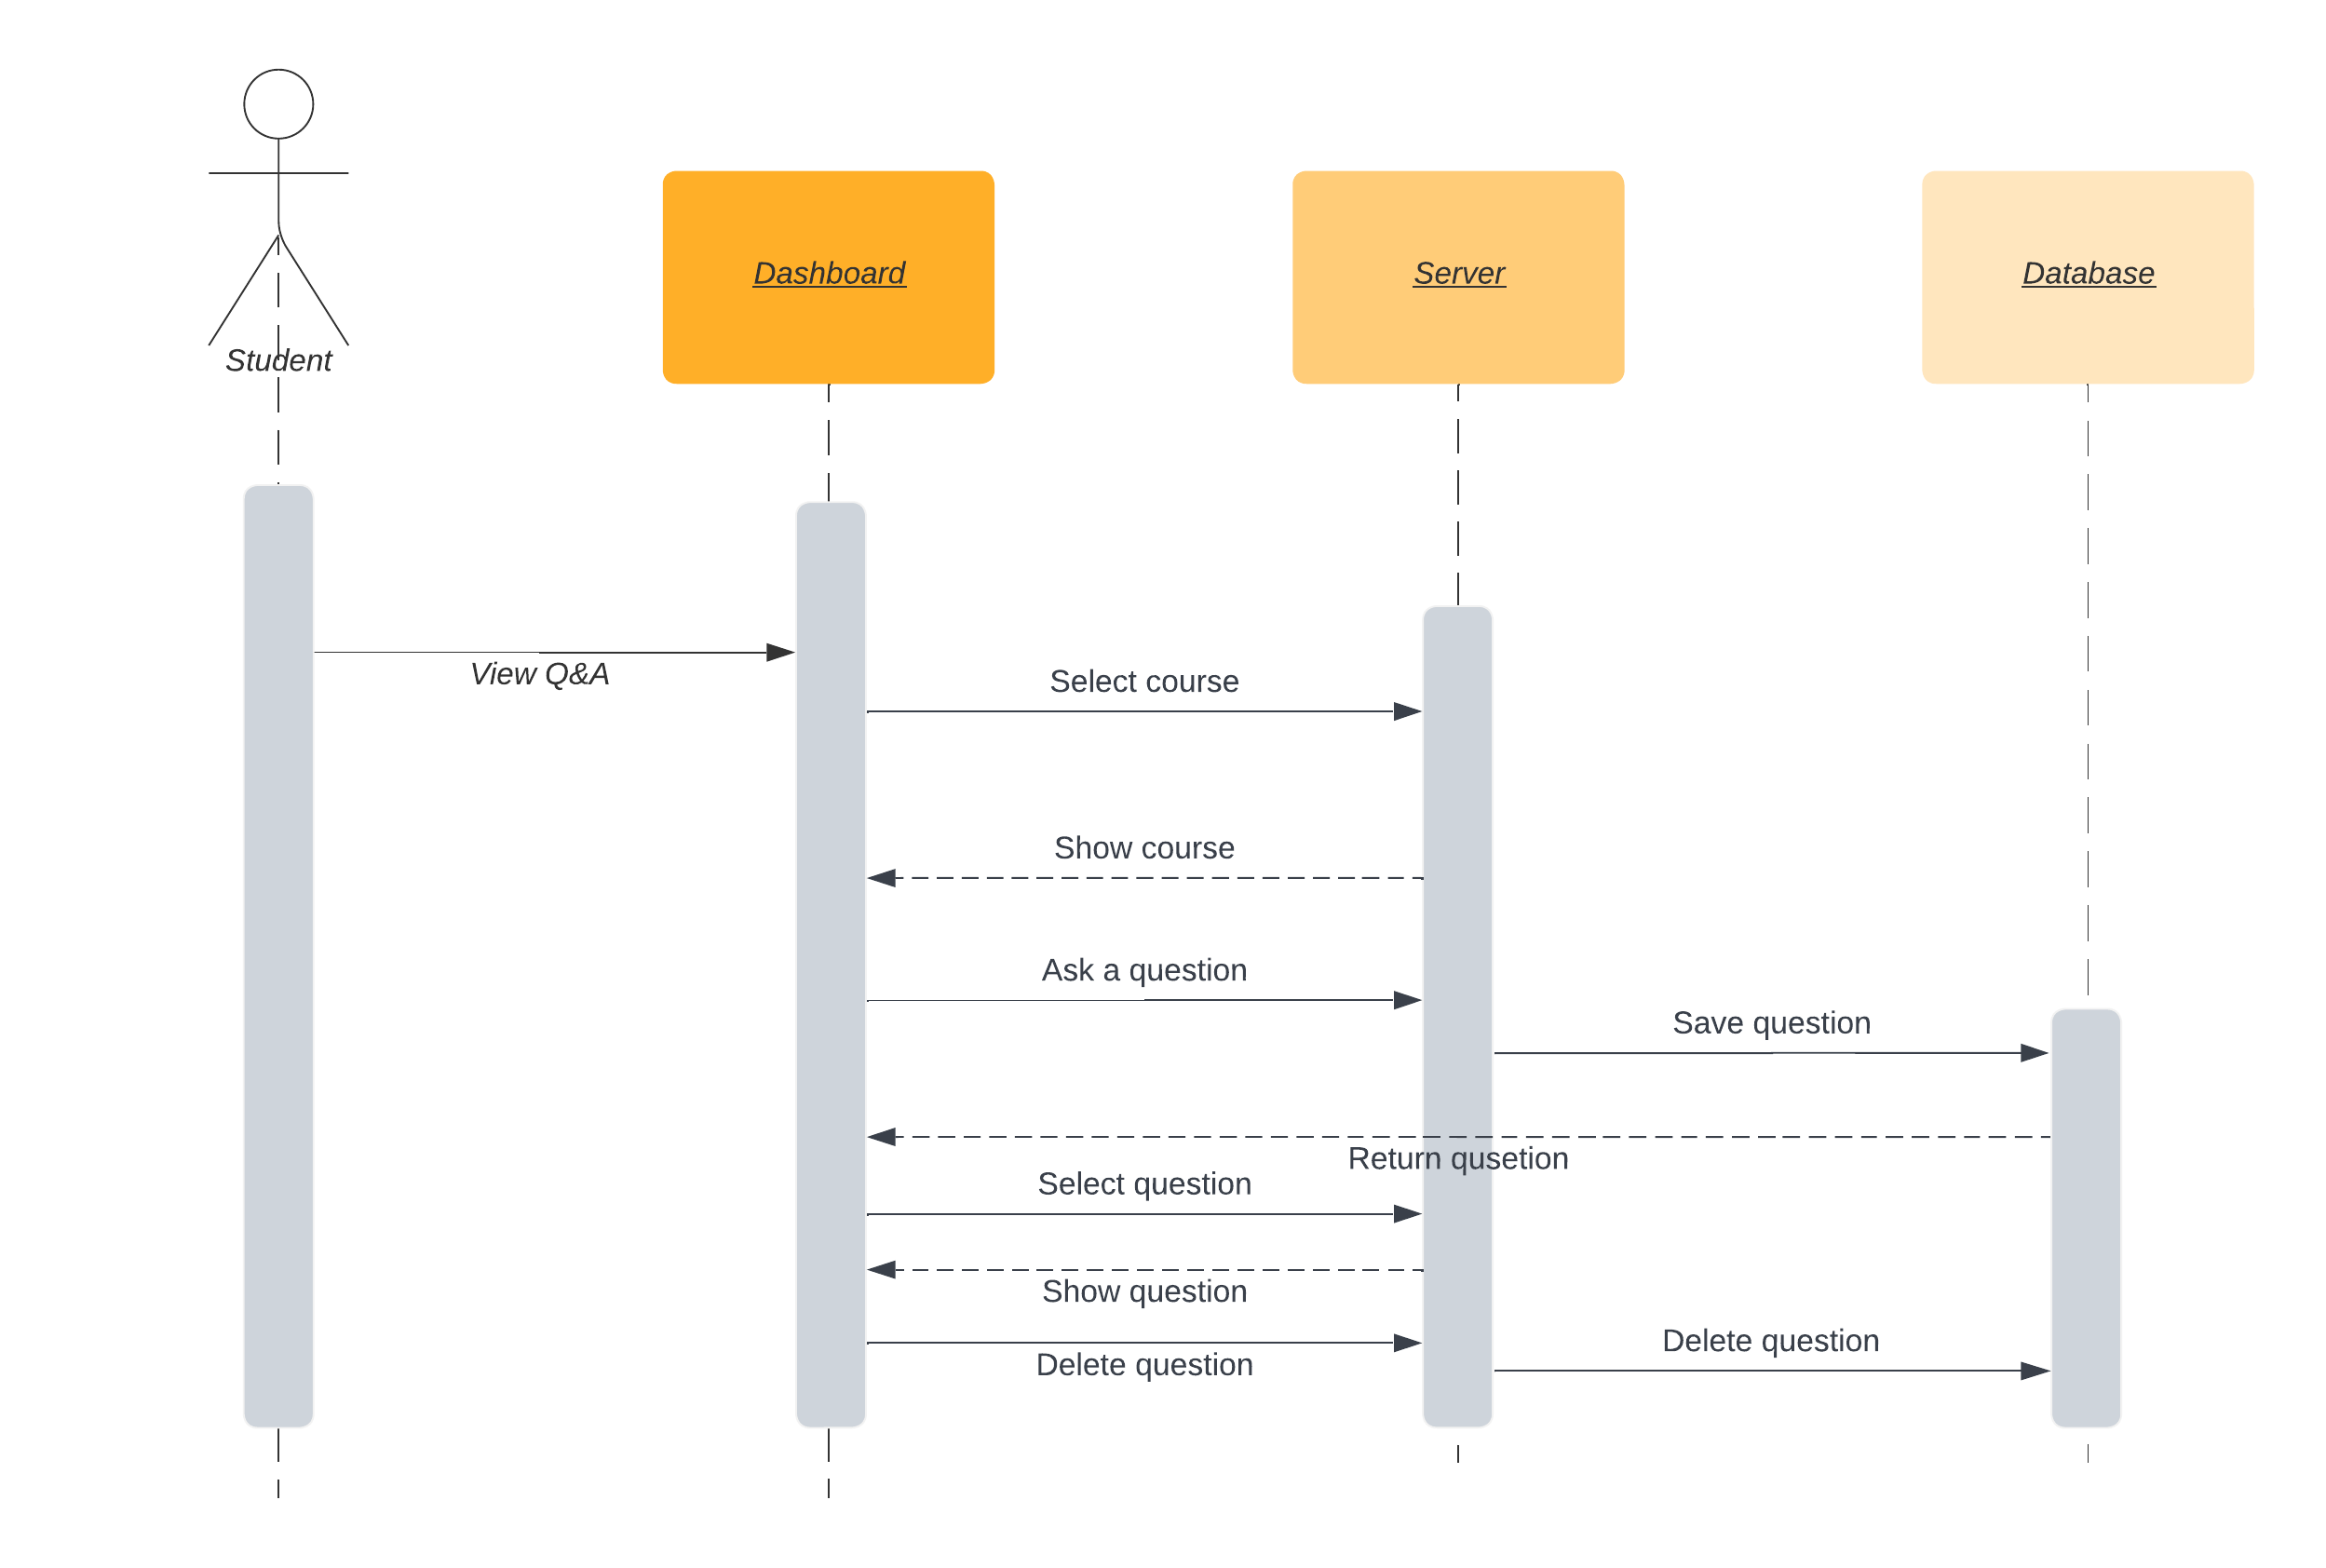 Student
Dashboard
Server
Database
View Q&A
Select course
Show course
Ask a question
Save question
Return qusetion
Select question
Show question
Delete question
Delete question